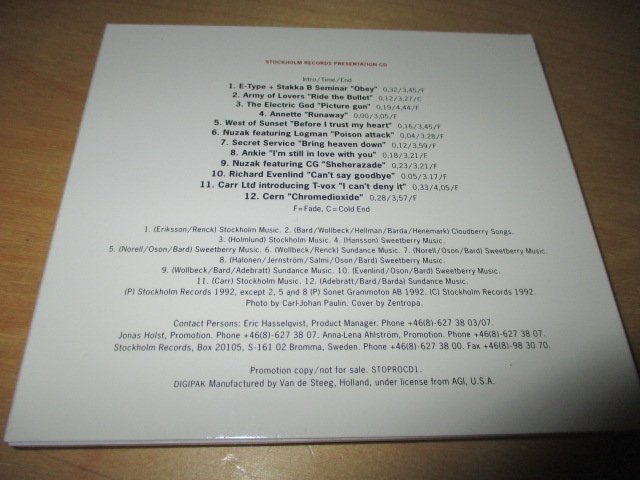 STOCKHOLM RECORDS PRESENTATION CD
Intro/Time/End
1. E-Type + Stakka B Seminar "Obey" 0,32/3,45/F
2. Army of Lovers "Ride the Bullet" 0,12/3,27/C
3. The Electric God "Picture gun" 0,19/4,44/F
4. Annette "Runaway" 0,00/3,05/F
5. West of Sunset "Before I trust my heart" 0,16/3,45/F
6. Nuzak featuring Logman "Poison attack" 0,04/3,28/F
7. Secret Service "Bring heaven down" 0,12/3,59/F
8. Ankie "I'm still in love with you" 0,18/3,21/F
9. Nuzak featuring CG "Sheherazade" 0,23/3,21/F
10. Richard Evenlind "Can't say goodbye" 0.05/3,17/F
11. Carr Ltd introducing T-vox "I can't deny it" 0,33/4,05/F
12. Cern "Chromedioxide" 0,28/3,57/F
F=Fade, C=Cold End
1. (Eriksson/Renck) Stockholm Music. 2. (Bard/Wollbeck/Hellman/Barda/Henemark) Cloudberry Songs.
3. (Holmlund) Stockholm Music. 4. (Hansson) Sweetberry Music.
5. (Norell/Oson/Bard) Sweetberry Music. 6. (Wollbeck/Renck) Sundance Music. 7. (Norell/Oson/Bard) Sweetberry Music.
8. (Halonen/Jernström/Salmi/Oson/Bard) Sweetberry Music.
9. (Wollbeck/Bard/Adebratt) Sundance Music. 10. (Evenlind/Oson/Bard) Sweetberry Music.
11. (Carr) Stockholm Music. 12. (Adebratt/Bard/Barda) Sundance Music.
(P) Stockholm Records 1992, except 2, 5 and 8 (P) Sonet Grammofon AB 1992. (C) Stockholm Records 1992.
Photo by Carl-Johan Paulin. Cover by Zentropa.
Contact Persons: Eric Hasselqvist, Product Manager. Phone +46(8)-627 38 03/07.
Jonas Holst, Promotion. Phone +46(8)-627 38 07. Anna-Lena Ahlström, Promotion. Phone +46(8)-627 38 07.
Stockholm Records, Box 20105, S-161 02 Bromma, Sweden. Phone +46(8)-627 38 00. Fax +46(8)-98 30 70.
Promotion copy/not for sale. STOPROCD1.
DIGIPAK Manufactured by Van de Steeg, Holland, under license from AGI, U.S.A.